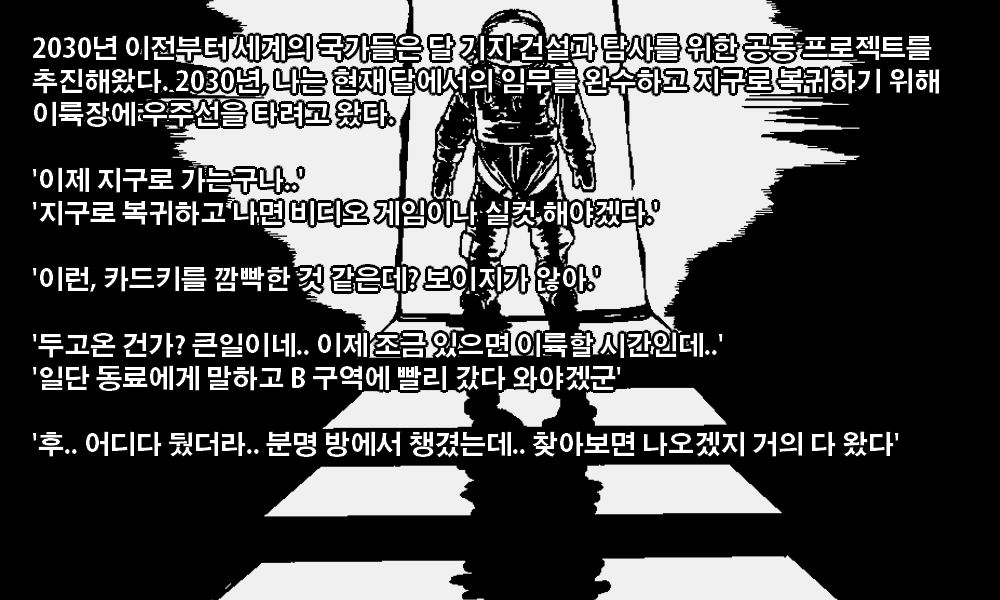 2030년 이전부터 세계의 국가들은 달 기지 건설과 탐사를 위한 공동 프로젝트를
추진해왔다. 2030년, 나는 현재 달에서의 임무를 완수하고 지구로 복귀하기 위해
이륙장에 우주선을 타려고 왔다.
'이제 지구로 가는구나..'
'지구로 복귀하고 나면 비디오 게임이나 실컷 해야겠다.'
'이런, 카드키를 깜빡한 것 같은데? 보이지가 않아.'
'두고온 건가? 큰일이네.. 이제 조금 있으면 이륙할 시간인데..'
'일단 동료에게 말하고 B 구역에 빨리 갔다 와야겠군'
'후.. 어디다 뒀더라.. 분명 방에서 챙겼는데.. 찾아보면 나오겠지 거의 다 왔다'